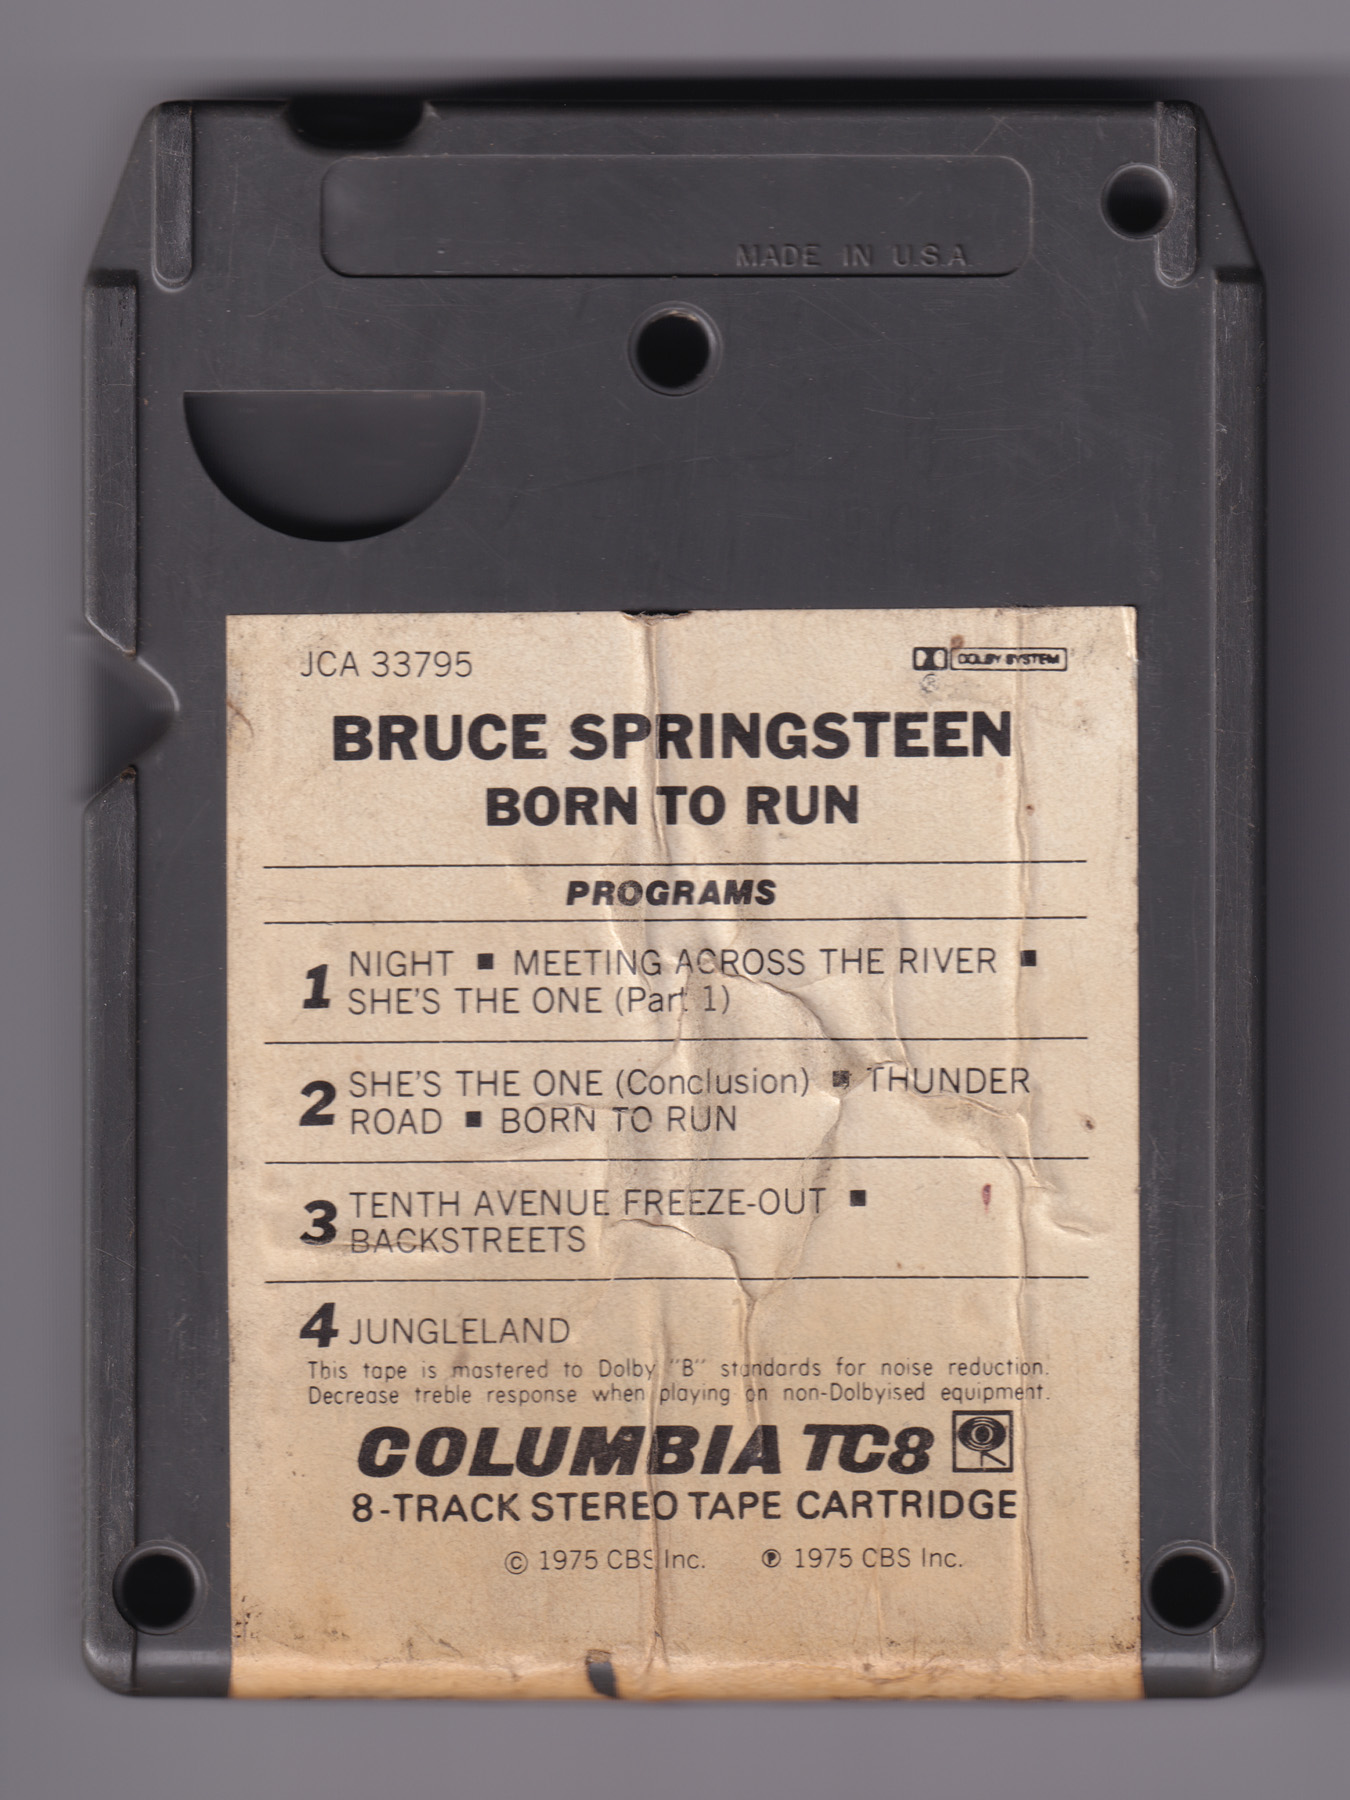 MADE IN U.S.A.
JCA 33795
DOLBY SYSTEM
®
BRUCE SPRINGSTEEN
BORN TO RUN
PROGRAMS
1 NIGHT ■ MEETING ACROSS THE RIVER ■
SHE'S THE ONE (Part 1)
2 SHE'S THE ONE (Conclusion) ■ THUNDER
ROAD ■ BORN TO RUN
3 TENTH AVENUE FREEZE-OUT ■
BACKSTREETS
4 JUNGLELAND
This tape is mastered to Dolby "B" standards for noise reduction.
Decrease treble response when playing on non-Dolbyised equipment.
COLUMBIA TC8
8-TRACK STEREO TAPE CARTRIDGE
© 1975 CBS Inc. ℗ 1975 CBS Inc.